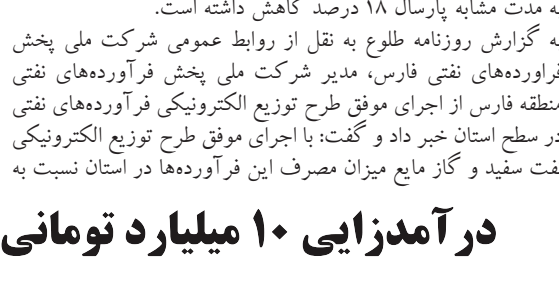 به مدت مشابه پارسال ۱۸ درصد کاهش داشته است.
به گزارش روزنامه طلوع به نقل از روابط عمومی شرکت ملی پخش
فراورده‌های نفتی فارس، مدیر شرکت ملی پخش فرآورده‌های نفتی
منطقه فارس از اجرای موفق طرح توزیع الکترونیکی فرآورده‌های نفتی
در سطح استان خبر داد و گفت: با اجرای موفق طرح توزیع الکترونیکی
نفت سفید و گاز مایع میزان مصرف این فرآورده‌ها در استان نسبت به
درآمدزایی ۱۰ میلیارد تومانی